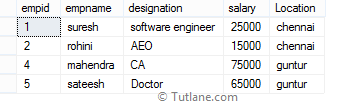 empid empname designation salary Location
1 suresh software engineer 25000 chennai
2 rohini AEO 15000 chennai
4 mahendra CA 75000 guntur
5 sateesh Doctor 65000 guntur
© Tutlane.com